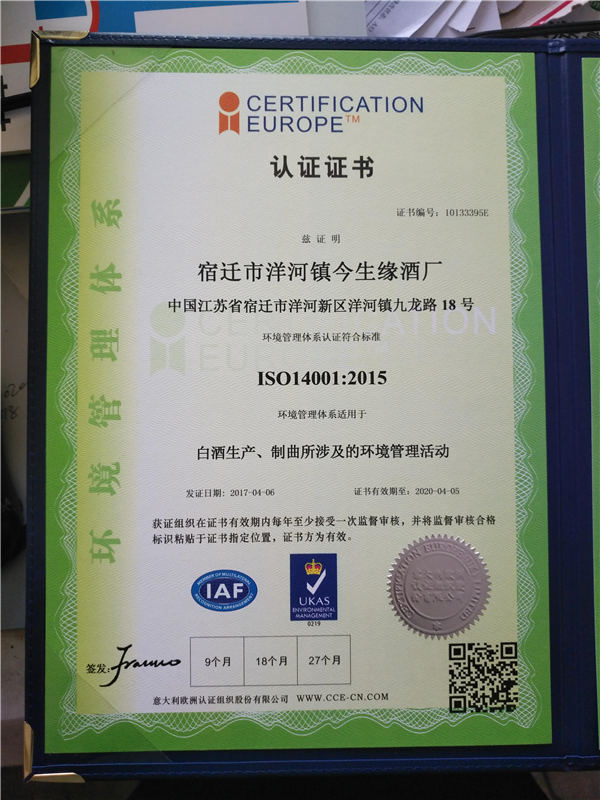 CERTIFICATION
EUROPE™
认证证书
证书编号：10133395E
兹 证 明
宿迁市洋河镇今生缘酒厂
中国江苏省宿迁市洋河新区洋河镇九龙路 18 号
环境管理体系认证符合标准
ISO14001:2015
环境管理体系适用于
白酒生产、制曲所涉及的环境管理活动
发证日期：2017-04-06
证书有效期至：2020-04-05
获证组织在证书有效期内每年至少接受一次监督审核，并将监督审核合格
标识粘贴于证书指定位置，证书方为有效。
环境管理体系
CERTIFICATION
EUROPE
MEMBER OF MULTILATERAL
IAF
RECOGNITION ARRANGEMENT
UKAS
ENVIRONMENTAL
MANAGEMENT
0219
签发：
9个月
18个月
27个月
意大利欧洲认证组织股份有限公司 WWW.CCE-CN.COM